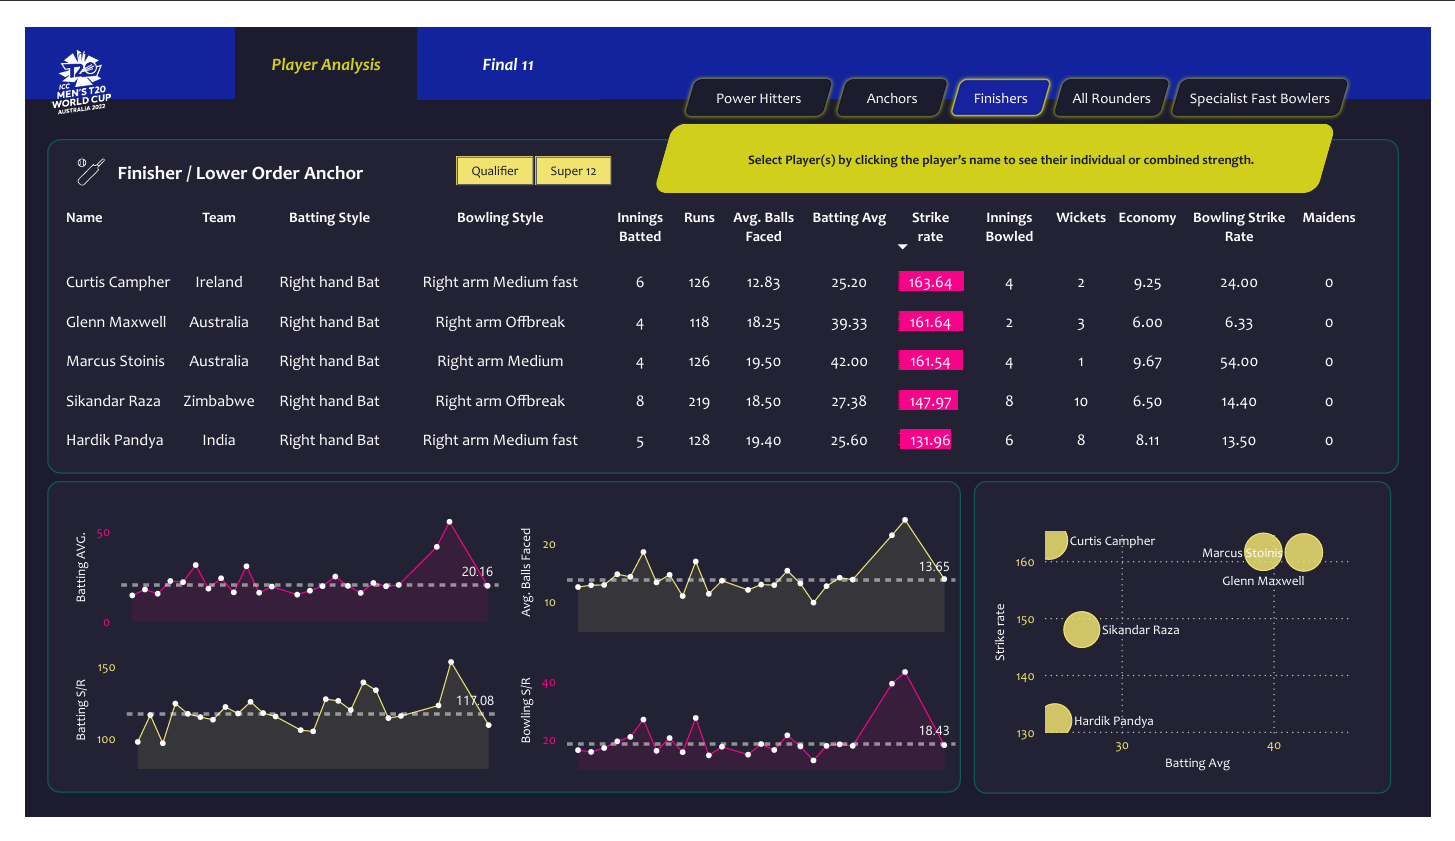 ICC
MEN'S T20
WORLD CUP
AUSTRALIA 2022
Player Analysis
Final 11
Power Hitters
Anchors
Finishers
All Rounders
Specialist Fast Bowlers
Select Player(s) by clicking the player's name to see their individual or combined strength.
Finisher / Lower Order Anchor
Qualifier
Super 12
Name Team Batting Style Bowling Style Innings Batted Runs Avg. Balls Faced Batting Avg Strike rate Innings Bowled Wickets Economy Bowling Strike Rate Maidens
Curtis Campher Ireland Right hand Bat Right arm Medium fast 6 126 12.83 25.20 163.64 4 2 9.25 24.00 0
Glenn Maxwell Australia Right hand Bat Right arm Offbreak 4 118 18.25 39.33 161.64 2 3 6.00 6.33 0
Marcus Stoinis Australia Right hand Bat Right arm Medium 4 126 19.50 42.00 161.54 4 1 9.67 54.00 0
Sikandar Raza Zimbabwe Right hand Bat Right arm Offbreak 8 219 18.50 27.38 147.97 8 10 6.50 14.40 0
Hardik Pandya India Right hand Bat Right arm Medium fast 5 128 19.40 25.60 131.96 6 8 8.11 13.50 0
Batting AVG.
50
0
20.16
Avg. Balls Faced
20
10
13.65
Batting S/R
150
100
117.08
Bowling S/R
40
20
18.43
Strike rate
160
150
140
130
Curtis Campher
Marcus Stoinis
Glenn Maxwell
Sikandar Raza
Hardik Pandya
30
40
Batting Avg